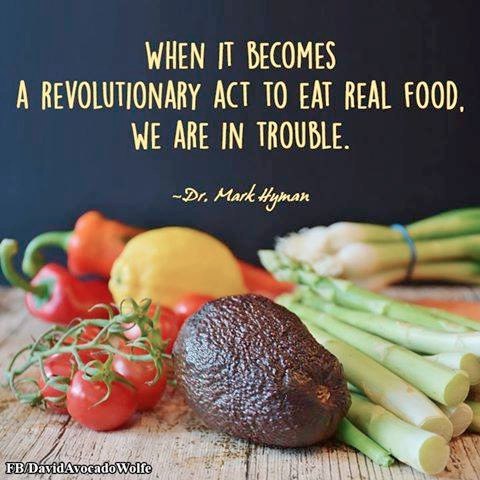 WHEN IT BECOMES
A REVOLUTIONARY ACT TO EAT REAL FOOD,
WE ARE IN TROUBLE.
~Dr. Mark Hyman
FB/DavidAvocadoWolfe